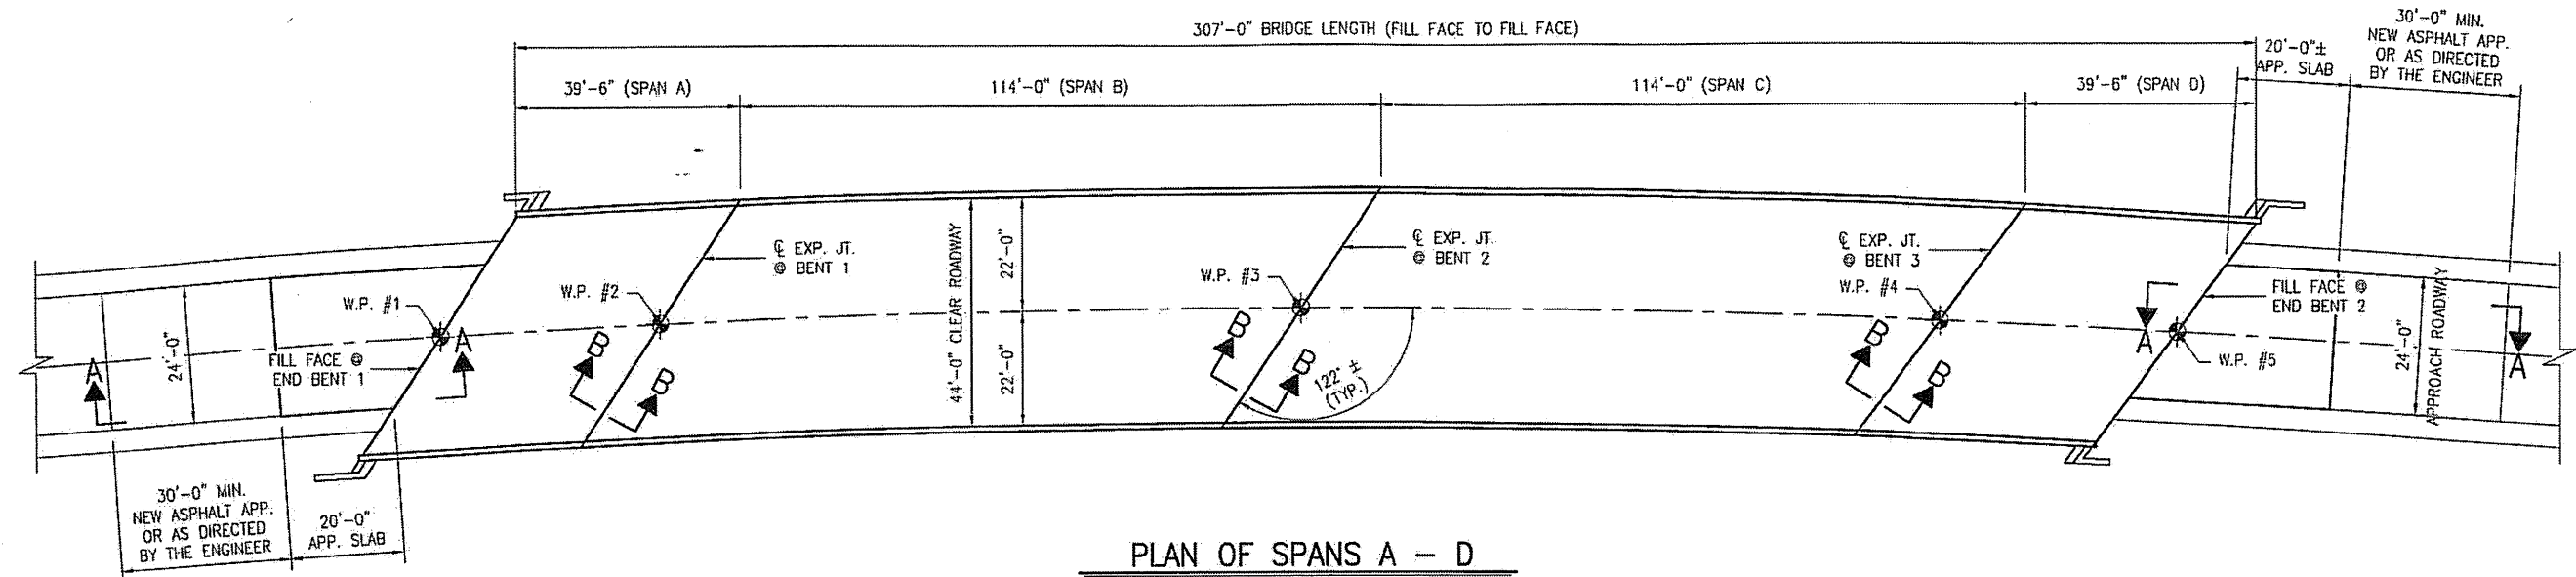 307'-0" BRIDGE LENGTH (FILL FACE TO FILL FACE)
30'-0" MIN.
NEW ASPHALT APP.
OR AS DIRECTED
BY THE ENGINEER
20'-0"±
APP. SLAB
39'-6" (SPAN A)
114'-0" (SPAN B)
114'-0" (SPAN C)
39'-6" (SPAN D)
℄ EXP. JT.
@ BENT 1
44'-0" CLEAR ROADWAY
22'-0"
22'-0"
℄ EXP. JT.
@ BENT 2
℄ EXP. JT.
@ BENT 3
W.P. #1
W.P. #2
W.P. #3
W.P. #4
W.P. #5
FILL FACE @
END BENT 1
FILL FACE @
END BENT 2
24'-0"
24'-0"
APPROACH ROADWAY
A
A
B
B
B
B
122° ±
(TYP.)
B
B
A
A
30'-0" MIN.
NEW ASPHALT APP.
OR AS DIRECTED
BY THE ENGINEER
20'-0"
APP. SLAB
PLAN OF SPANS A – D